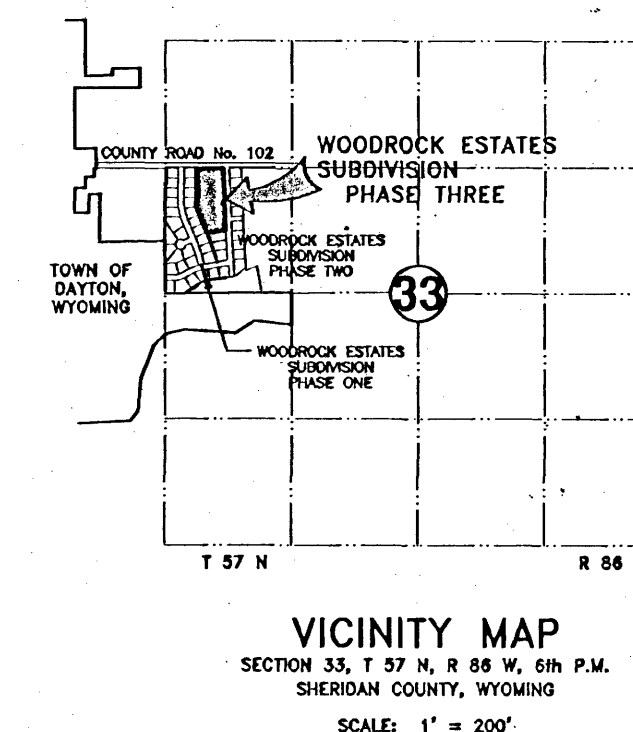 COUNTY ROAD No. 102
WOODROCK ESTATES
SUBDIVISION
PHASE THREE
WOODROCK ESTATES
SUBDIVISION
PHASE TWO
TOWN OF
DAYTON,
WYOMING
33
WOODROCK ESTATES
SUBDIVISION
PHASE ONE
T 57 N
R 86
VICINITY MAP
SECTION 33, T 57 N, R 86 W, 6th P.M.
SHERIDAN COUNTY, WYOMING
SCALE: 1' = 200'